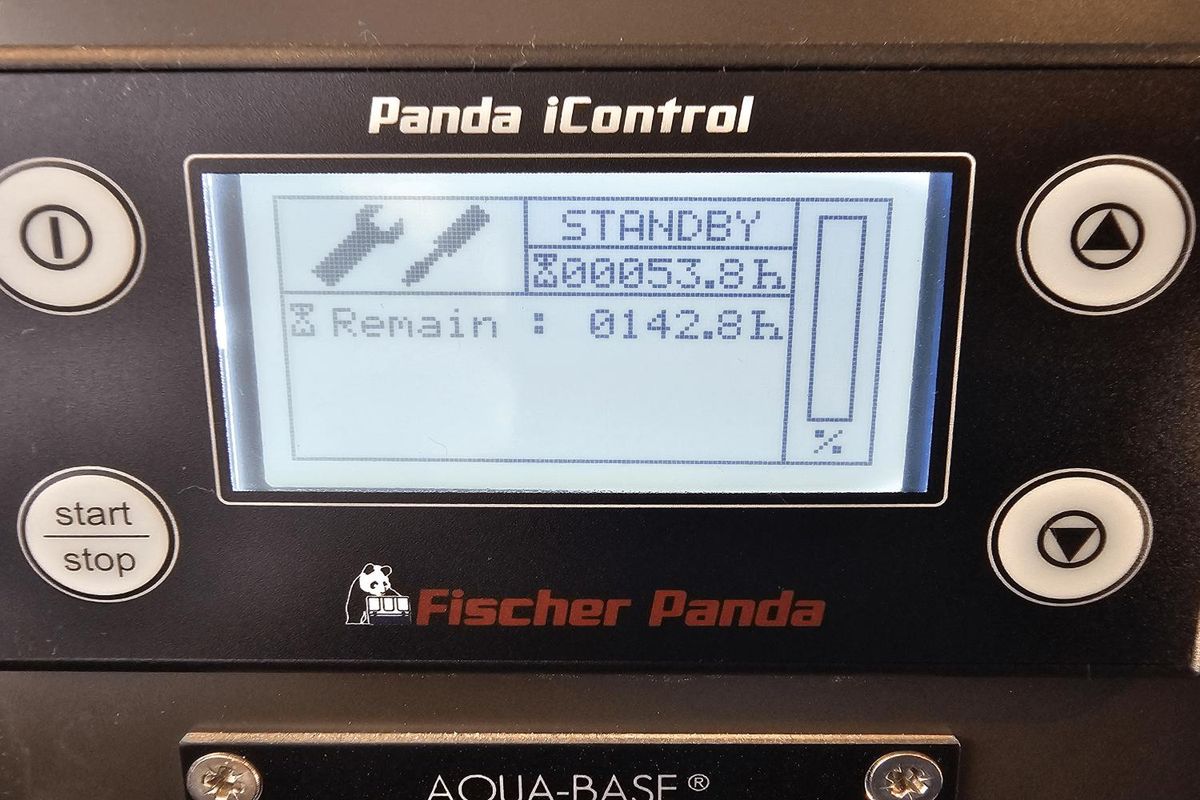 Panda iControl
STANDBY
00053.8h
Remain : 0142.8h
%
start
stop
Fischer Panda
AQUA-BASE®